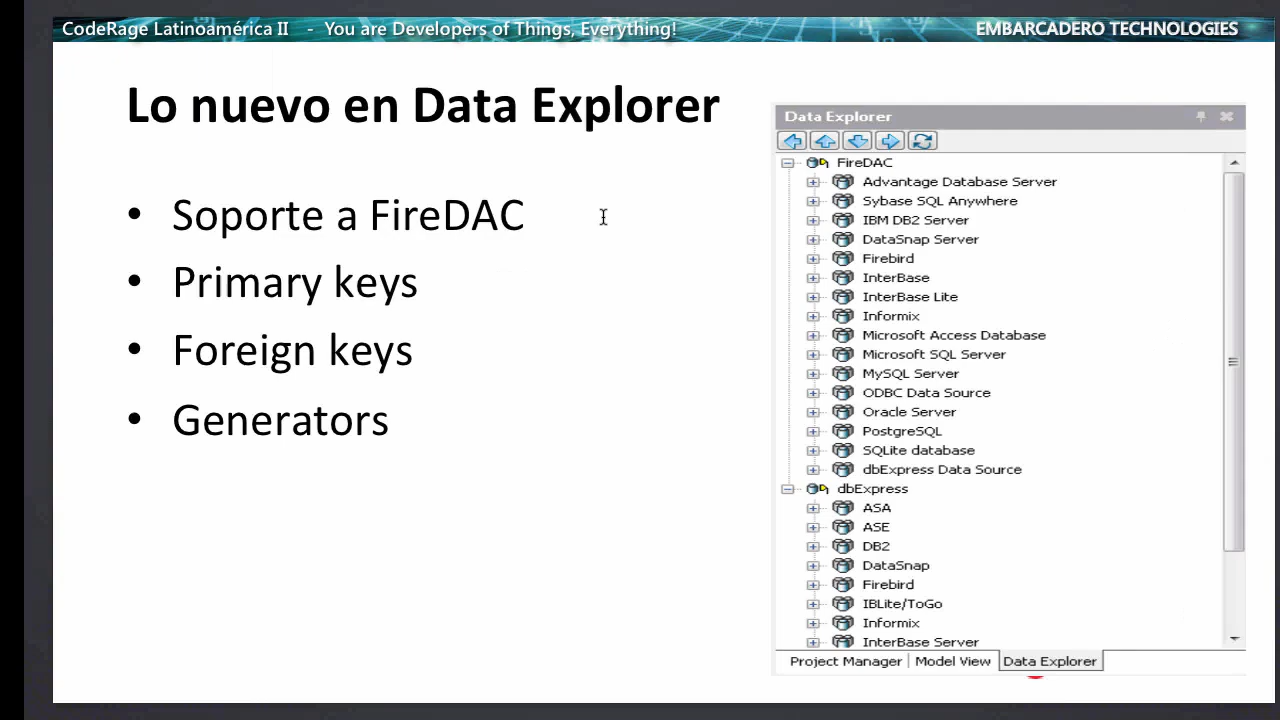 CodeRage Latinoamérica II - You are Developers of Things, Everything!
EMBARCADERO TECHNOLOGIES
Lo nuevo en Data Explorer
• Soporte a FireDAC
• Primary keys
• Foreign keys
• Generators
Data Explorer
FireDAC
Advantage Database Server
Sybase SQL Anywhere
IBM DB2 Server
DataSnap Server
Firebird
InterBase
InterBase Lite
Informix
Microsoft Access Database
Microsoft SQL Server
MySQL Server
ODBC Data Source
Oracle Server
PostgreSQL
SQLite database
dbExpress Data Source
dbExpress
ASA
ASE
DB2
DataSnap
Firebird
IBLite/ToGo
Informix
InterBase Server
Project Manager Model View Data Explorer